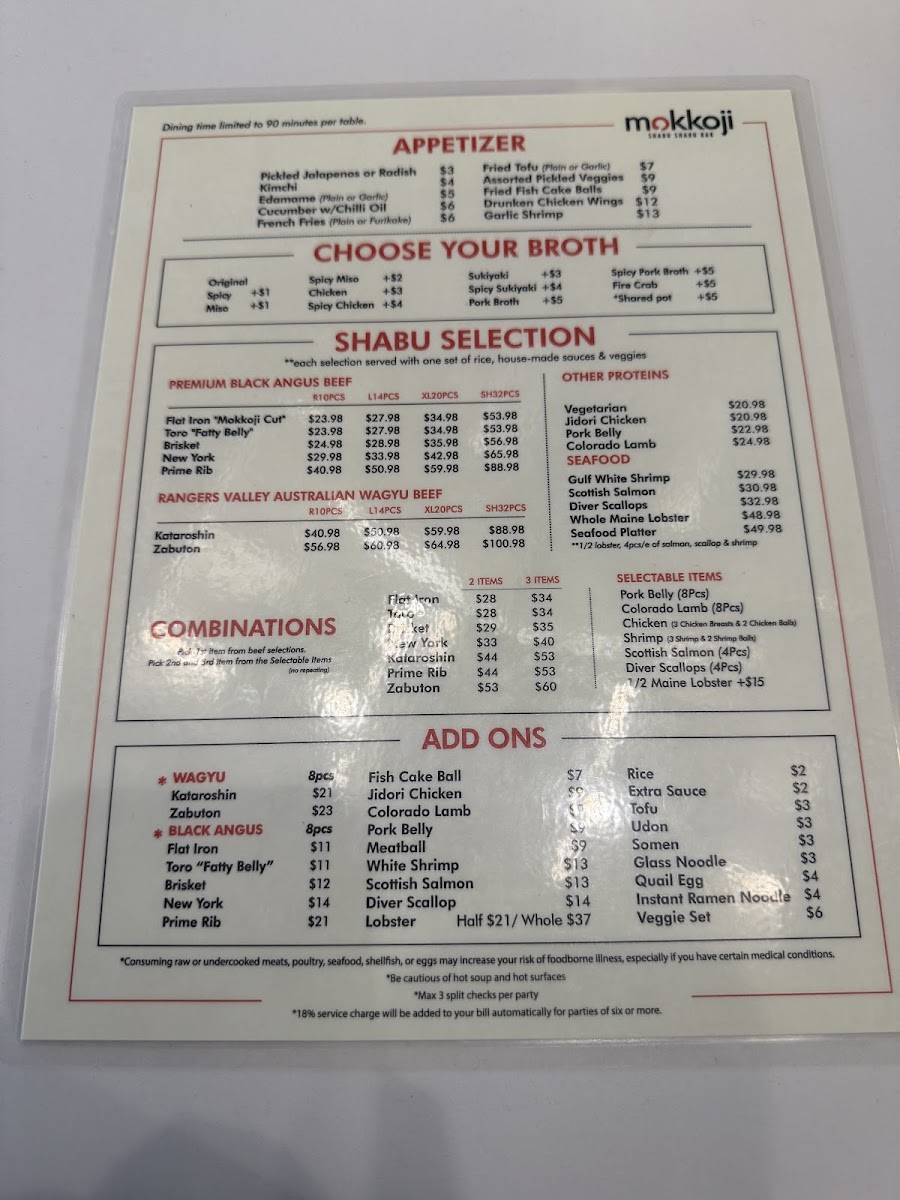 Dining time limited to 90 minutes per table.
mokkoji
SHABU SHABU BAR
APPETIZER
Pickled Jalapenos or Radish $3
Kimchi $4
Edamame (Plain or Garlic) $5
Cucumber w/Chilli Oil $6
French Fries (Plain or Furikake) $6
Fried Tofu (Plain or Garlic) $7
Assorted Pickled Veggies $9
Fried Fish Cake Balls $9
Drunken Chicken Wings $12
Garlic Shrimp $13
CHOOSE YOUR BROTH
Original
Spicy +$1
Miso +$1
Spicy Miso +$2
Chicken +$3
Spicy Chicken +$4
Sukiyaki +$3
Spicy Sukiyaki +$4
Pork Broth +$5
Spicy Pork Broth +$5
Fire Crab +$5
*Shared pot +$5
SHABU SELECTION
**each selection served with one set of rice, house-made sauces & veggies
PREMIUM BLACK ANGUS BEEF
R10PCS L14PCS XL20PCS SH32PCS
Flat Iron "Mokkoji Cut" $23.98 $27.98 $34.98 $53.98
Toro "Fatty Belly" $23.98 $27.98 $34.98 $53.98
Brisket $24.98 $28.98 $35.98 $56.98
New York $29.98 $33.98 $42.98 $65.98
Prime Rib $40.98 $50.98 $59.98 $88.98
RANGERS VALLEY AUSTRALIAN WAGYU BEEF
R10PCS L14PCS XL20PCS SH32PCS
Kataroshin $40.98 $50.98 $59.98 $88.98
Zabuton $56.98 $60.98 $64.98 $100.98
OTHER PROTEINS
Vegetarian $20.98
Jidori Chicken $20.98
Pork Belly $22.98
Colorado Lamb $24.98
SEAFOOD
Gulf White Shrimp $29.98
Scottish Salmon $30.98
Diver Scallops $32.98
Whole Maine Lobster $48.98
Seafood Platter $49.98
**1/2 lobster, 4pcs/e of salmon, scallop & shrimp
COMBINATIONS
Pick 1st item from beef selections.
Pick 2nd and 3rd item from the Selectable Items
(no repeating)
2 ITEMS 3 ITEMS
Flat Iron $28 $34
Toro $28 $34
Brisket $29 $35
New York $33 $40
Kataroshin $44 $53
Prime Rib $44 $53
Zabuton $53 $60
SELECTABLE ITEMS
Pork Belly (8Pcs)
Colorado Lamb (8Pcs)
Chicken (3 Chicken Breasts & 2 Chicken Balls)
Shrimp (3 Shrimp & 2 Shrimp Balls)
Scottish Salmon (4Pcs)
Diver Scallops (4Pcs)
1/2 Maine Lobster +$15
ADD ONS
* WAGYU 8pcs
Kataroshin $21
Zabuton $23
* BLACK ANGUS 8pcs
Flat Iron $11
Toro "Fatty Belly" $11
Brisket $12
New York $14
Prime Rib $21
Fish Cake Ball $7
Jidori Chicken $9
Colorado Lamb
Pork Belly $9
Meatball $9
White Shrimp $13
Scottish Salmon $13
Diver Scallop $14
Lobster Half $21/ Whole $37
Rice $2
Extra Sauce $2
Tofu $3
Udon $3
Somen $3
Glass Noodle $3
Quail Egg $4
Instant Ramen Noodle $4
Veggie Set $6
*Consuming raw or undercooked meats, poultry, seafood, shellfish, or eggs may increase your risk of foodborne illness, especially if you have certain medical conditions.
*Be cautious of hot soup and hot surfaces
*Max 3 split checks per party
*18% service charge will be added to your bill automatically for parties of six or more.